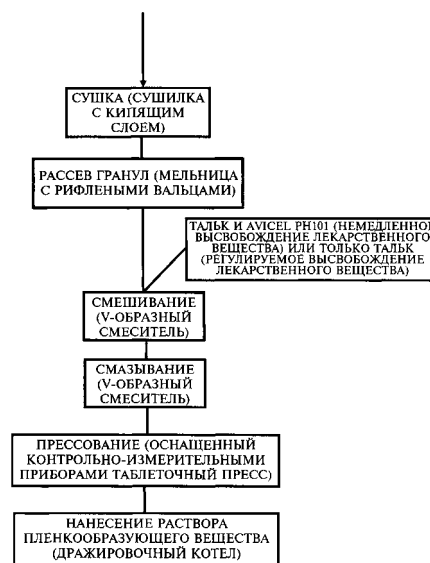 СУШКА (СУШИЛКА
С КИПЯЩИМ
СЛОЕМ)
РАССЕВ ГРАНУЛ (МЕЛЬНИЦА
С РИФЛЕНЫМИ ВАЛЬЦАМИ)
ТАЛЬК И AVICEL PH101 (НЕМЕДЛЕННОЕ
ВЫСВОБОЖДЕНИЕ ЛЕКАРСТВЕННОГО
ВЕЩЕСТВА) ИЛИ ТОЛЬКО ТАЛЬК
(РЕГУЛИРУЕМОЕ ВЫСВОБОЖДЕНИЕ
ЛЕКАРСТВЕННОГО ВЕЩЕСТВА)
СМЕШИВАНИЕ
(V-ОБРАЗНЫЙ
СМЕСИТЕЛЬ)
СМАЗЫВАНИЕ
(V-ОБРАЗНЫЙ
СМЕСИТЕЛЬ)
ПРЕССОВАНИЕ (ОСНАЩЕННЫЙ
КОНТРОЛЬНО-ИЗМЕРИТЕЛЬНЫМИ
ПРИБОРАМИ ТАБЛЕТОЧНЫЙ ПРЕСС)
НАНЕСЕНИЕ РАСТВОРА
ПЛЕНКООБРАЗУЮЩЕГО ВЕЩЕСТВА
(ДРАЖИРОВОЧНЫЙ КОТЕЛ)